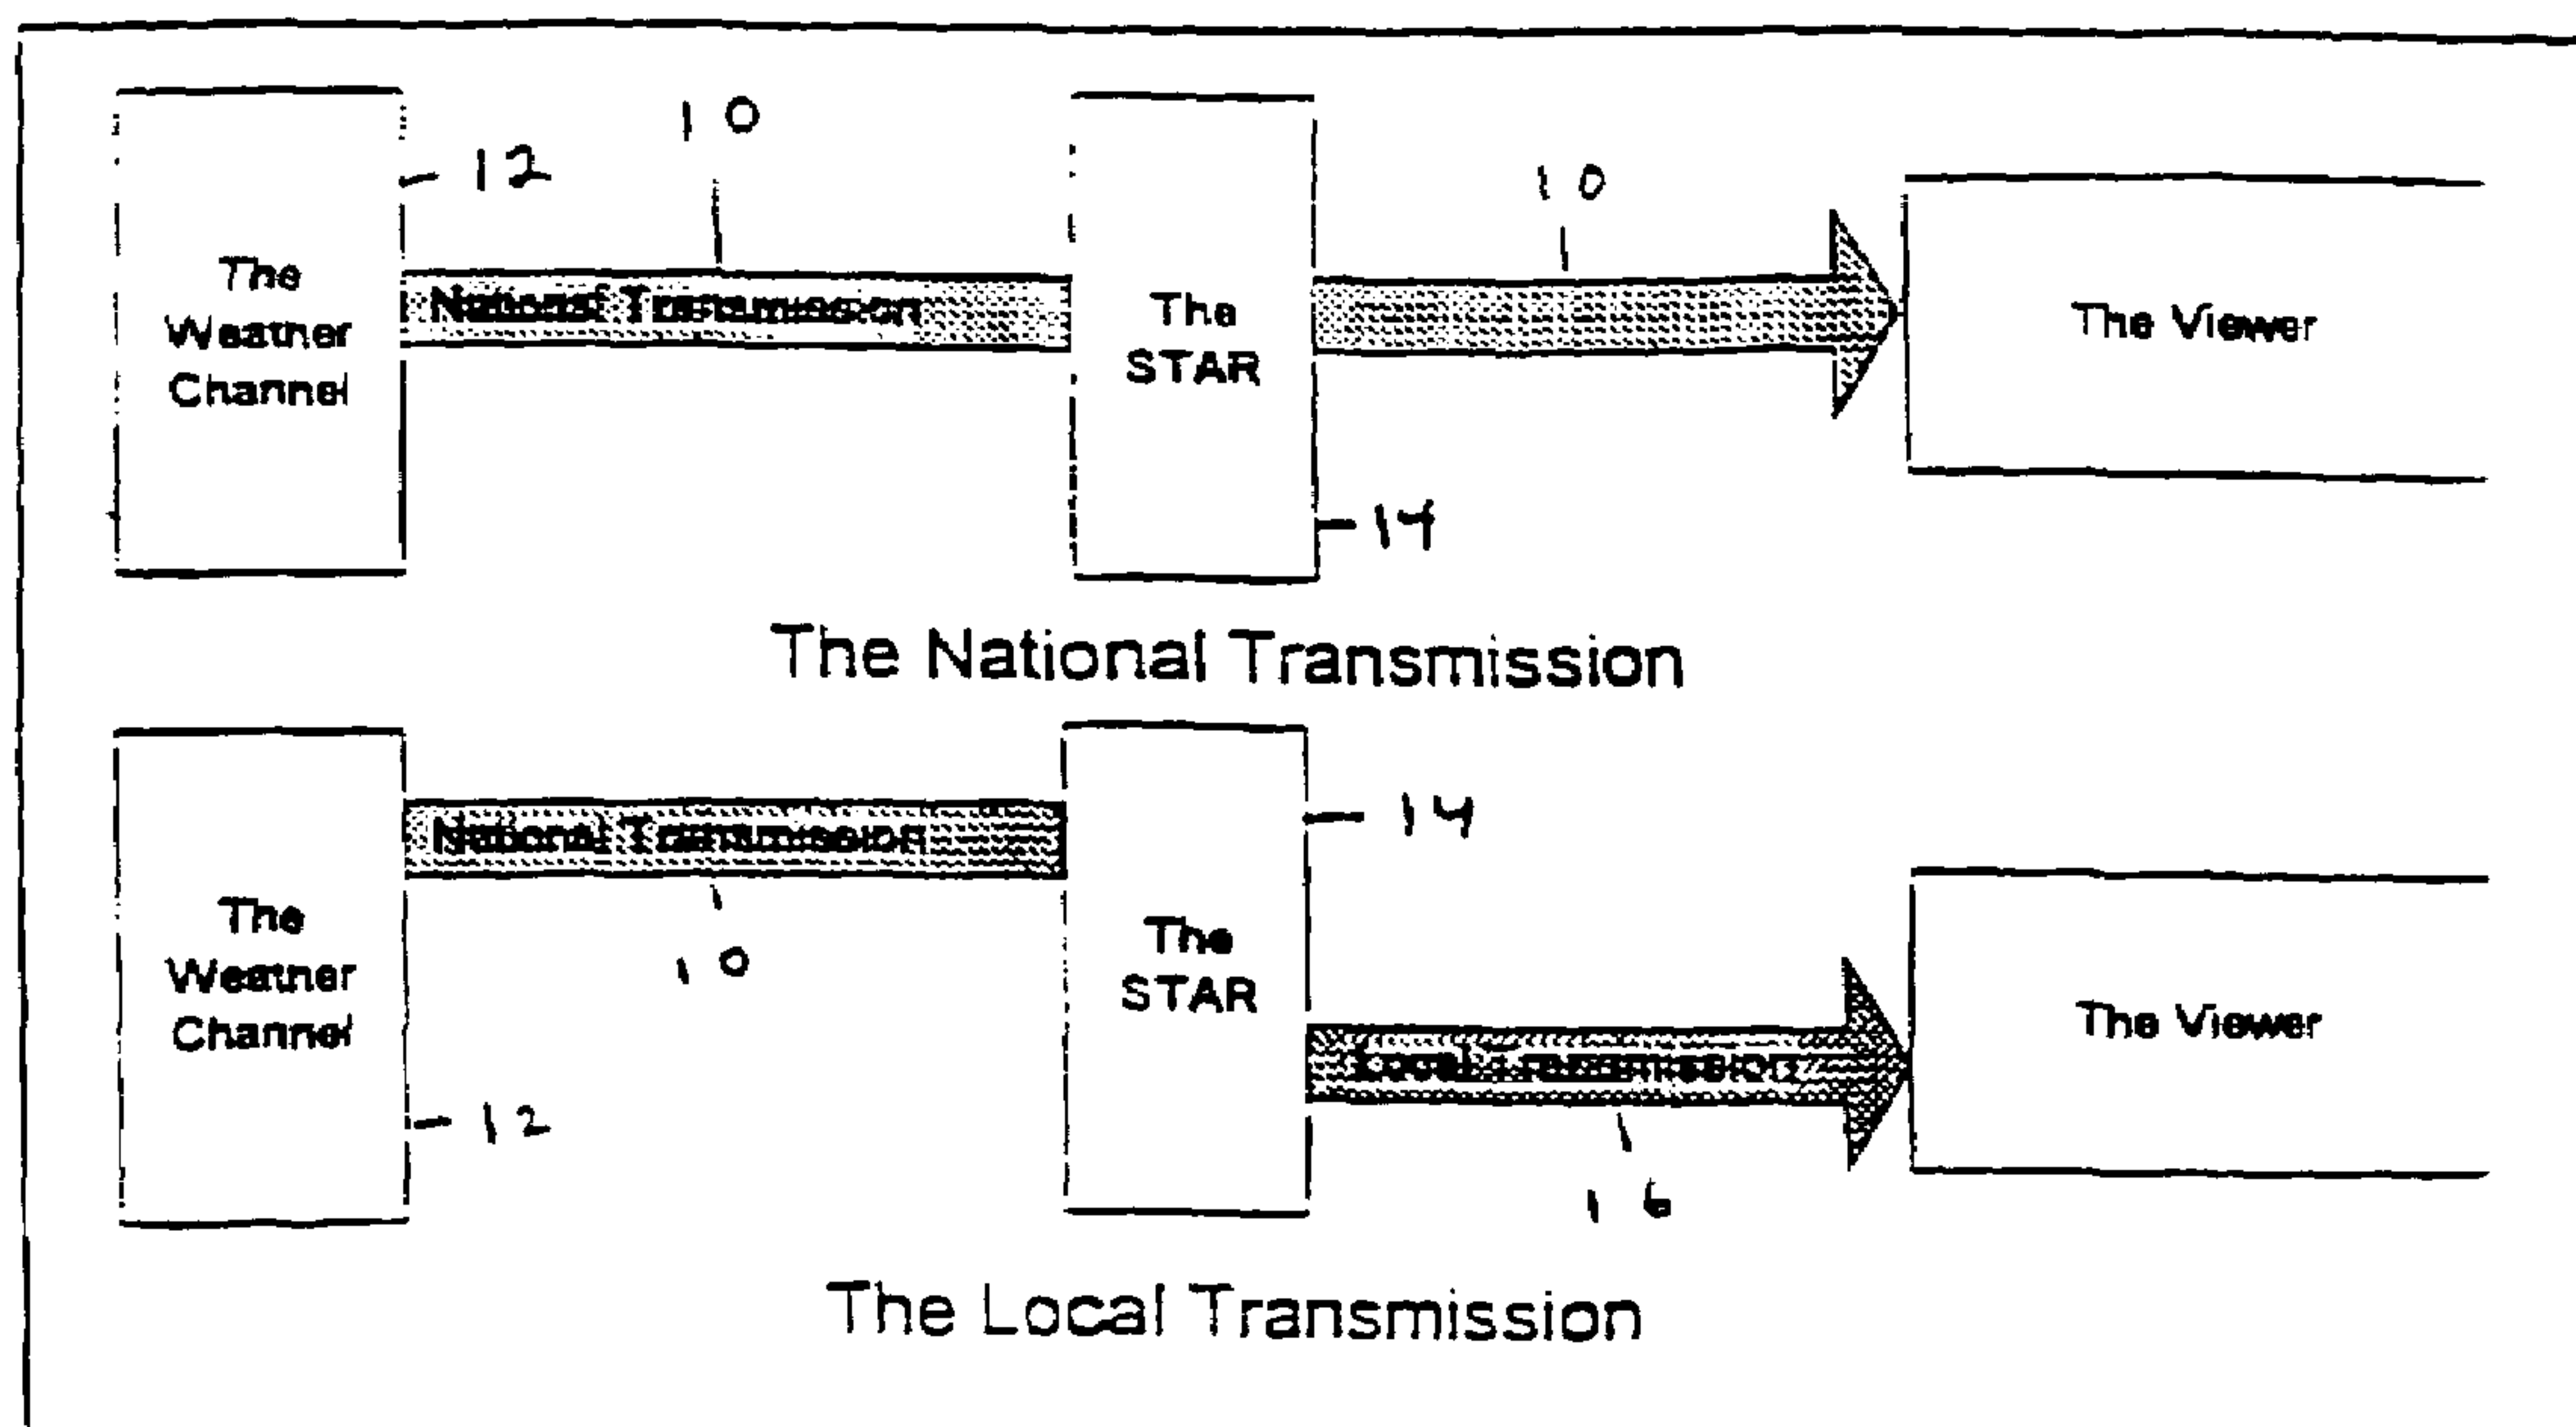 10
12
10
The
Weather
Channel
National Transmission
The
STAR
The Viewer
14
The National Transmission
National Transmission
14
The
Weather
Channel
10
The
STAR
The Viewer
Local Transmission
12
16
The Local Transmission